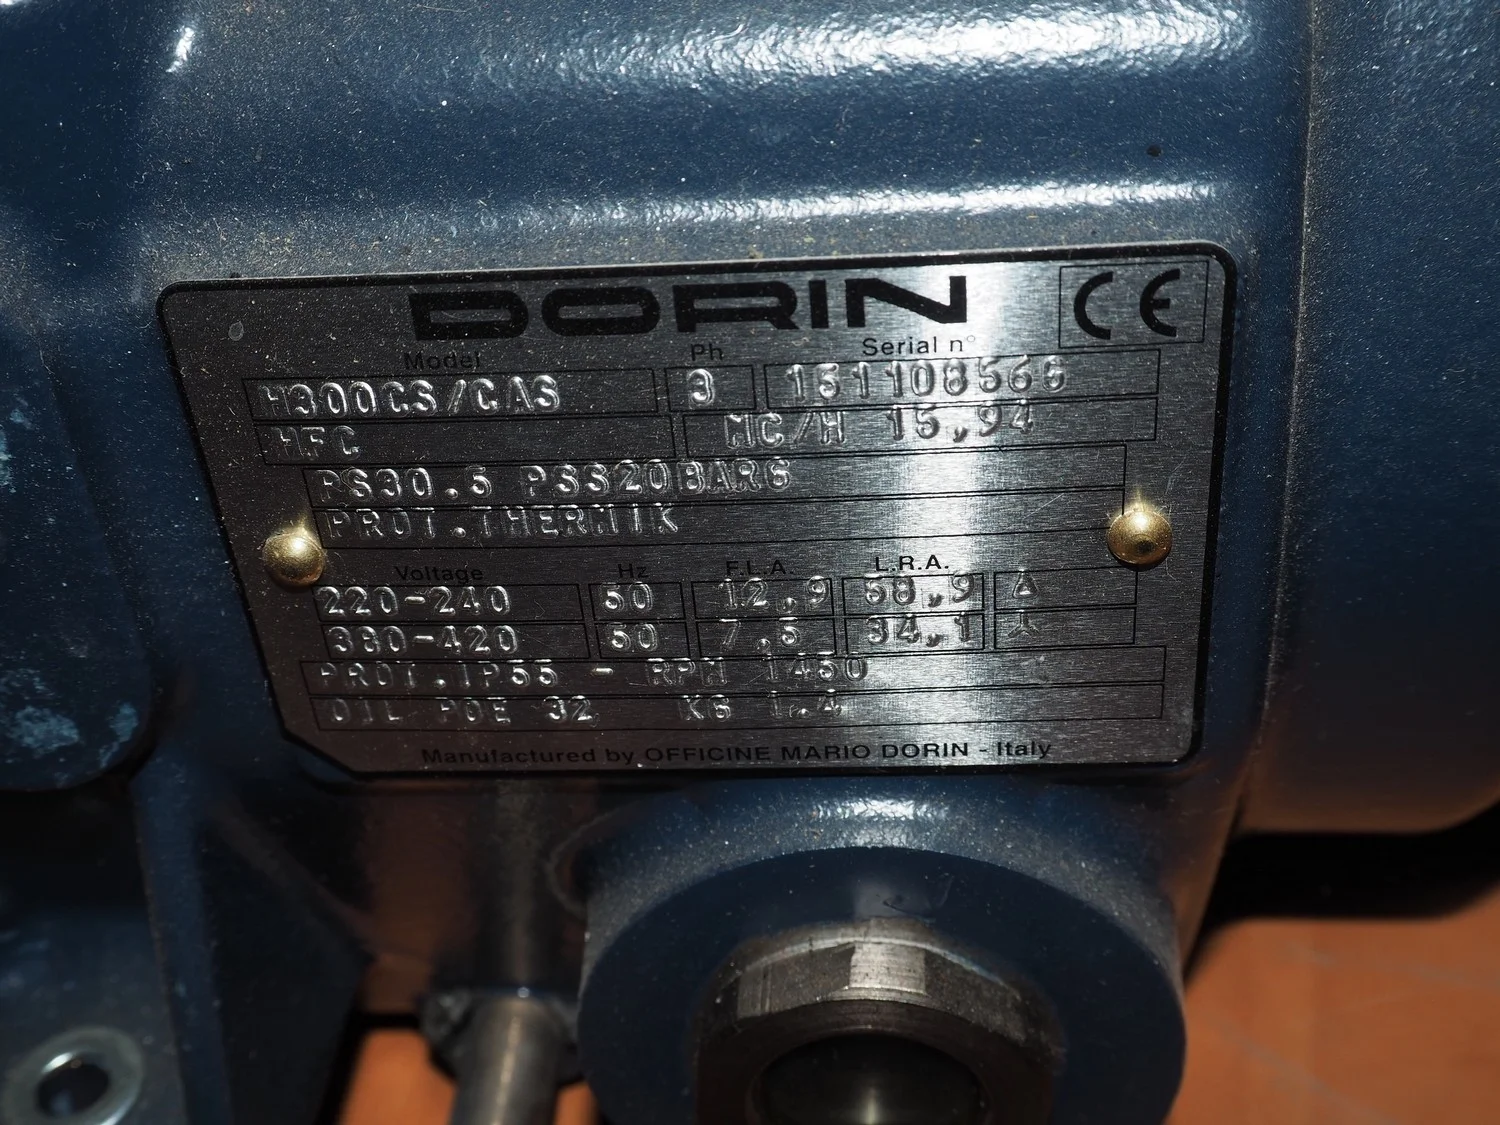 DORIN CE
Model Ph Serial n°
H300CS/CAS 3 151108566
HFC MC/H 15,94
PS30.5 PSS20BARG
PROT.THERMIK
Voltage Hz F.L.A. L.R.A.
220-240 50 12,9 58,9 Δ
380-420 50 7,5 34,1
PROT.IP55 - RPM 1450
OIL POE 32 KG 1.4
Manufactured by OFFICINE MARIO DORIN - Italy